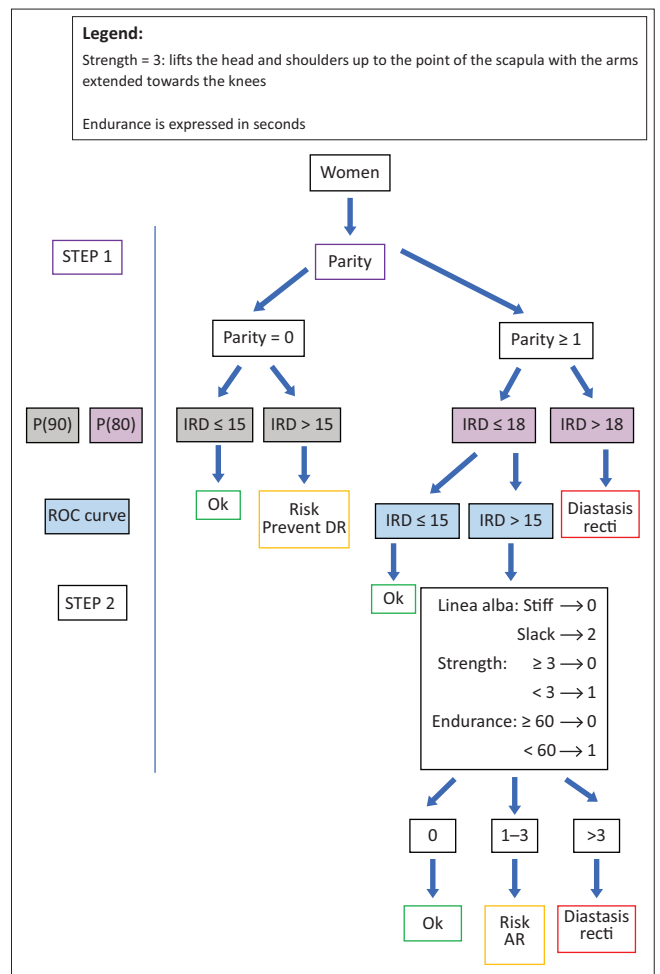 Legend:
Strength = 3: lifts the head and shoulders up to the point of the scapula with the arms
extended towards the knees
Endurance is expressed in seconds
Women
STEP 1
Parity
Parity = 0
Parity ≥ 1
P(90)
P(80)
IRD ≤ 15
IRD > 15
IRD ≤ 18
IRD > 18
Ok
Risk
Prevent DR
ROC curve
IRD ≤ 15
IRD > 15
Diastasis
recti
STEP 2
Ok
Linea alba: Stiff → 0
Slack → 2
Strength: ≥ 3 → 0
< 3 → 1
Endurance: ≥ 60 → 0
< 60 → 1
0
1–3
>3
Ok
Risk
AR
Diastasis
recti